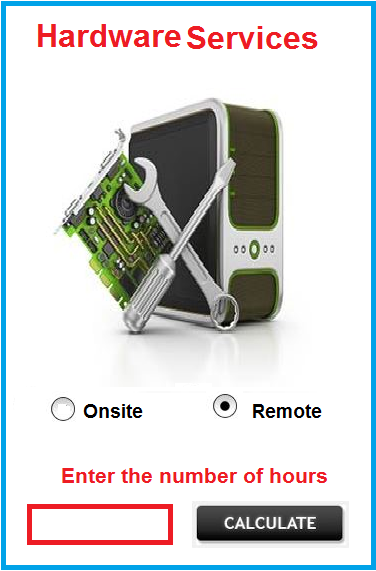 Hardware Services
Onsite Remote
Enter the number of hours
CALCULATE